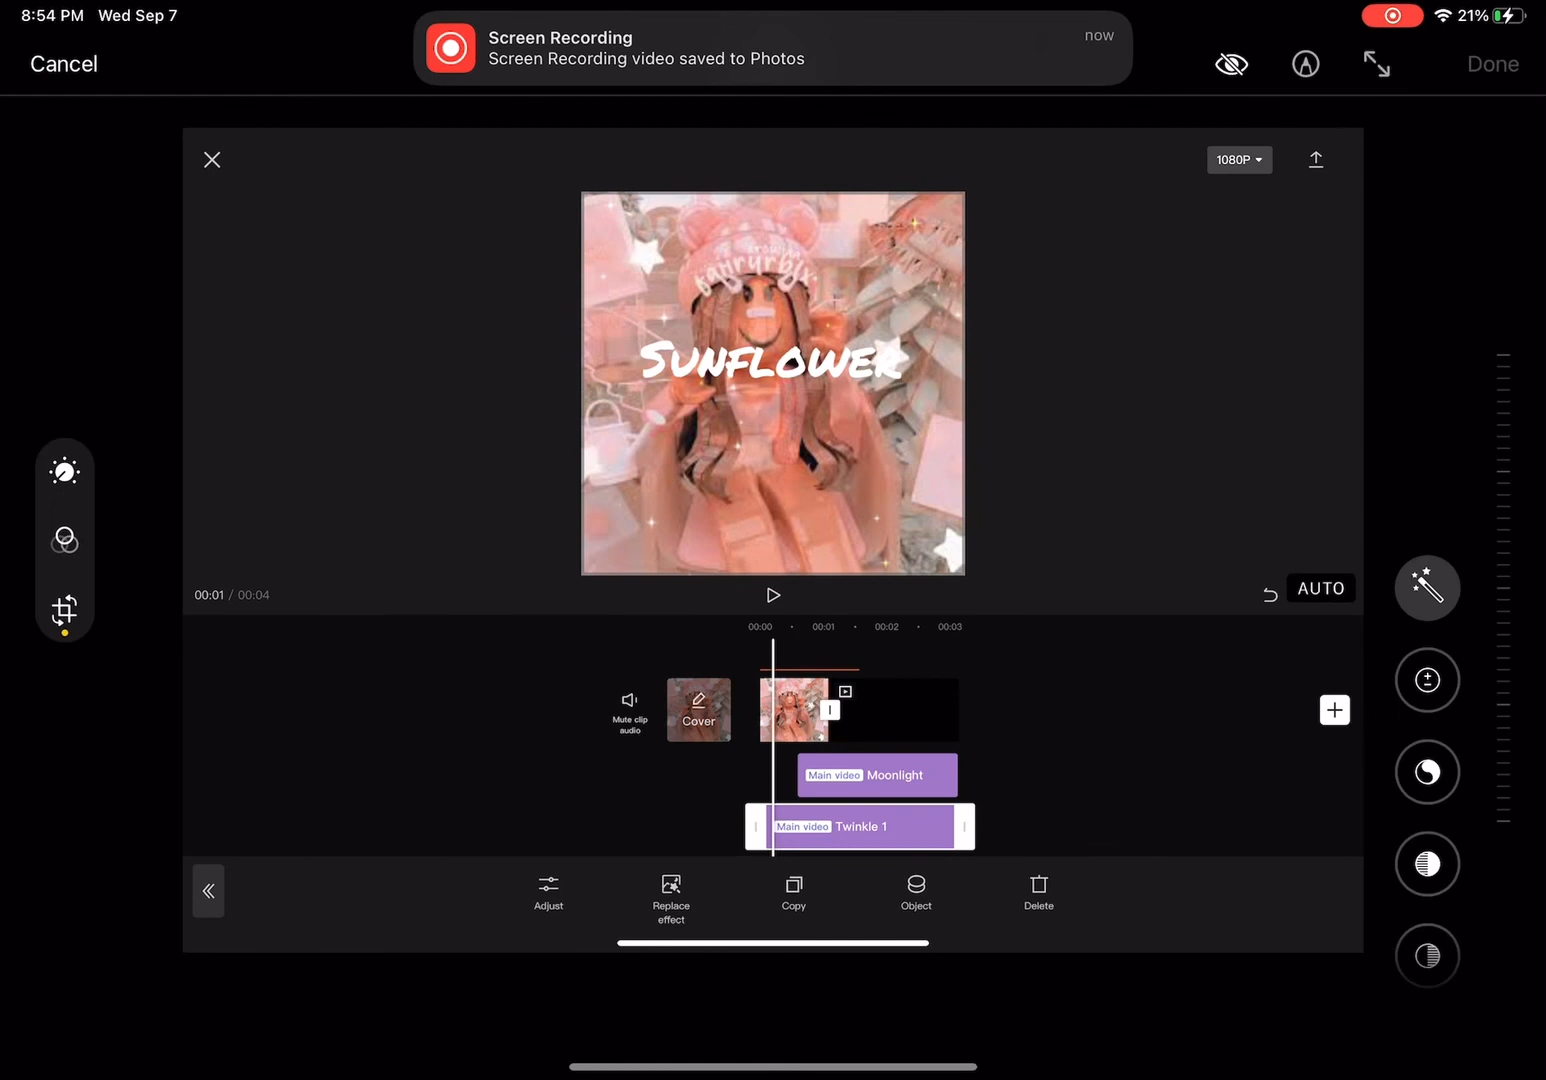 8:54 PM Wed Sep 7
Screen Recording
now
Screen Recording video saved to Photos
21%
Cancel
Done
1080P
fairyrblx
SUNFLOWER
00:01 / 00:04
AUTO
00:00 00:01 00:02 00:03
Mute clip
audio
Cover
Main video Moonlight
Main video Twinkle 1
Adjust
Replace
effect
Copy
Object
Delete